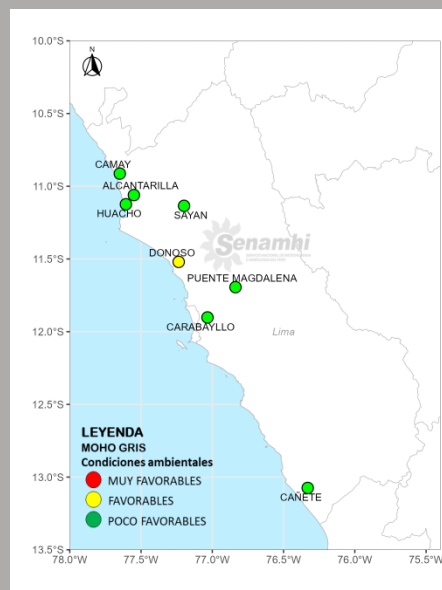 10.0°S
N
10.5°S
CAMAY
11.0°S
ALCANTARILLA
HUACHO
SAYAN
Senamhi
11.5°S
DONOSO
PUENTE MAGDALENA
12.0°S
CARABAYLLO
Lima
12.5°S
LEYENDA
MOHO GRIS
Condiciones ambientales
MUY FAVORABLES
FAVORABLES
POCO FAVORABLES
13.0°S
CAÑETE
13.5°S
78.0°W 77.5°W 77.0°W 76.5°W 76.0°W 75.5°W